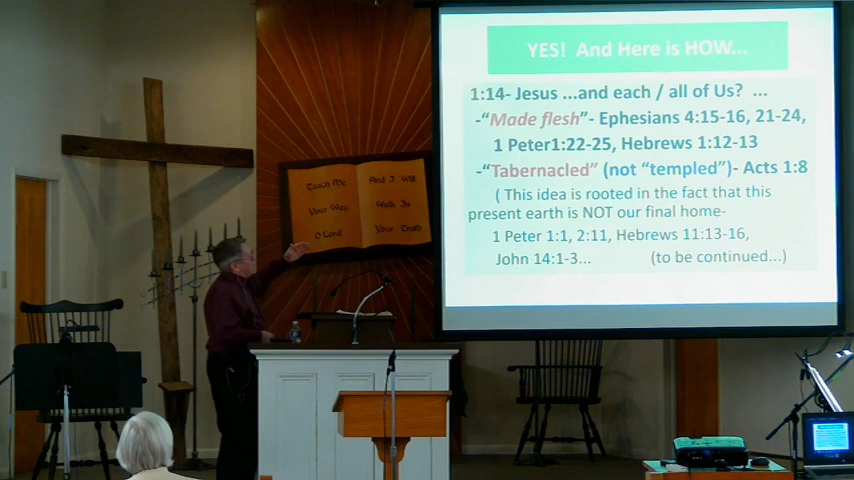 YES!  And Here is HOW...
1:14- Jesus ...and each / all of Us?  ...
-"Made flesh"- Ephesians 4:15-16, 21-24,
1 Peter1:22-25, Hebrews 1:12-13
-"Tabernacled" (not "templed")- Acts 1:8
( This idea is rooted in the fact that this
present earth is NOT our final home-
1 Peter 1:1, 2:11, Hebrews 11:13-16,
John 14:1-3...
(to be continued...)
Teach Me
Your Way
O Lord
And I Will
Walk In
Your Truth